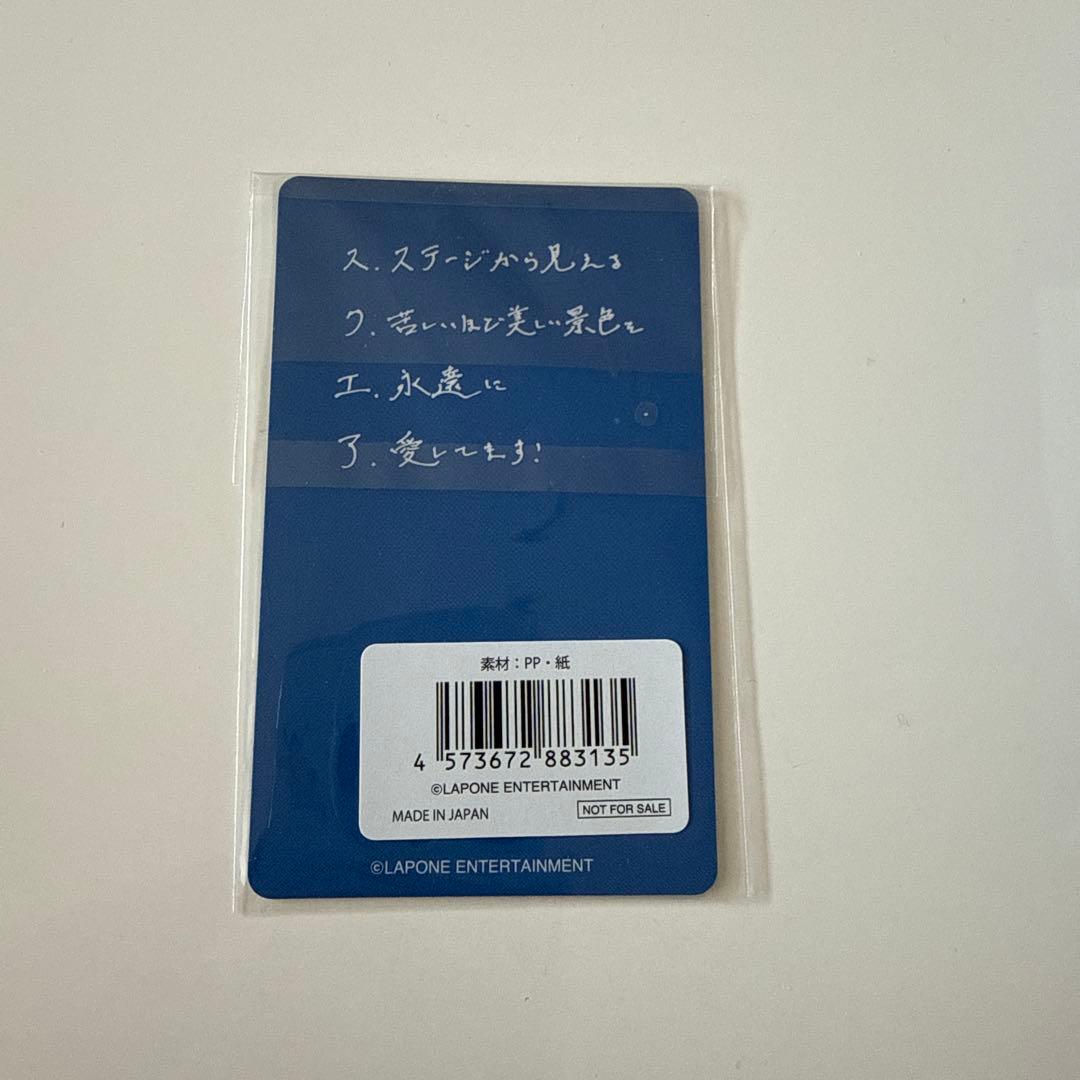 ス. ステージから見える
ク. 苦しいほど美しい景色を
エ. 永遠に
ア. 愛してます!
素材：PP・紙
4 573672 883135
©LAPONE ENTERTAINMENT
MADE IN JAPAN
NOT FOR SALE
©LAPONE ENTERTAINMENT